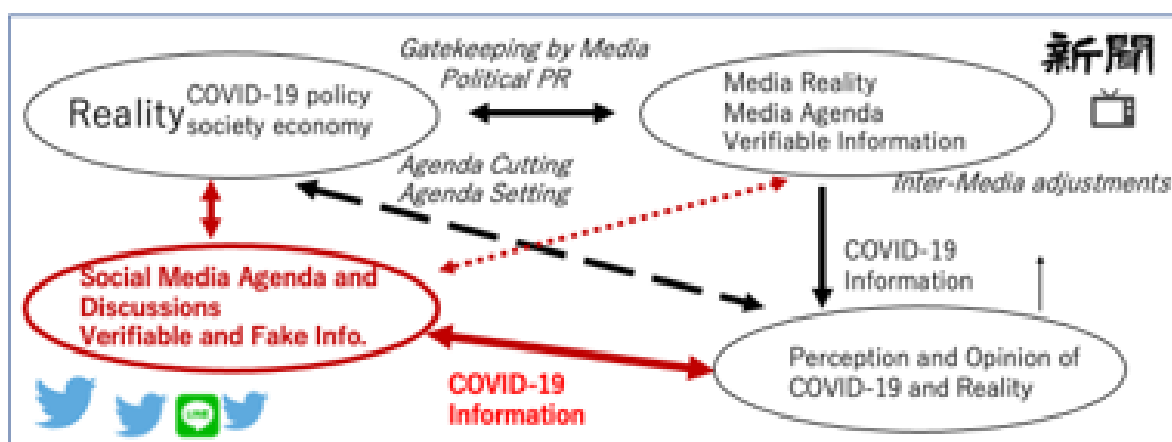 Gatekeeping by Media
Political PR
新聞
Reality
COVID-19 policy
society economy
Media Reality
Media Agenda
Verifiable Information
Agenda Cutting
Agenda Setting
Inter-Media adjustments
Social Media Agenda and
Discussions
Verifiable and Fake Info.
COVID-19
Information
Perception and Opinion of
COVID-19 and Reality
COVID-19
Information
LINE